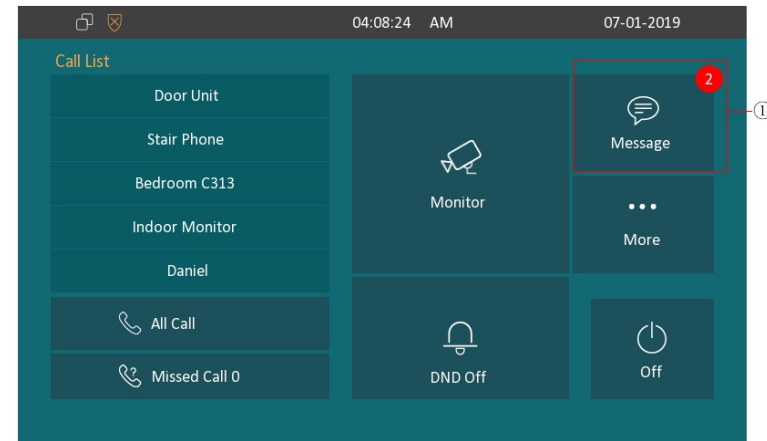 04:08:24 AM 07-01-2019
Call List
Door Unit
Stair Phone
Bedroom C313
Indoor Monitor
Daniel
All Call
Missed Call 0
Monitor
DND Off
2
Message
More
Off
①